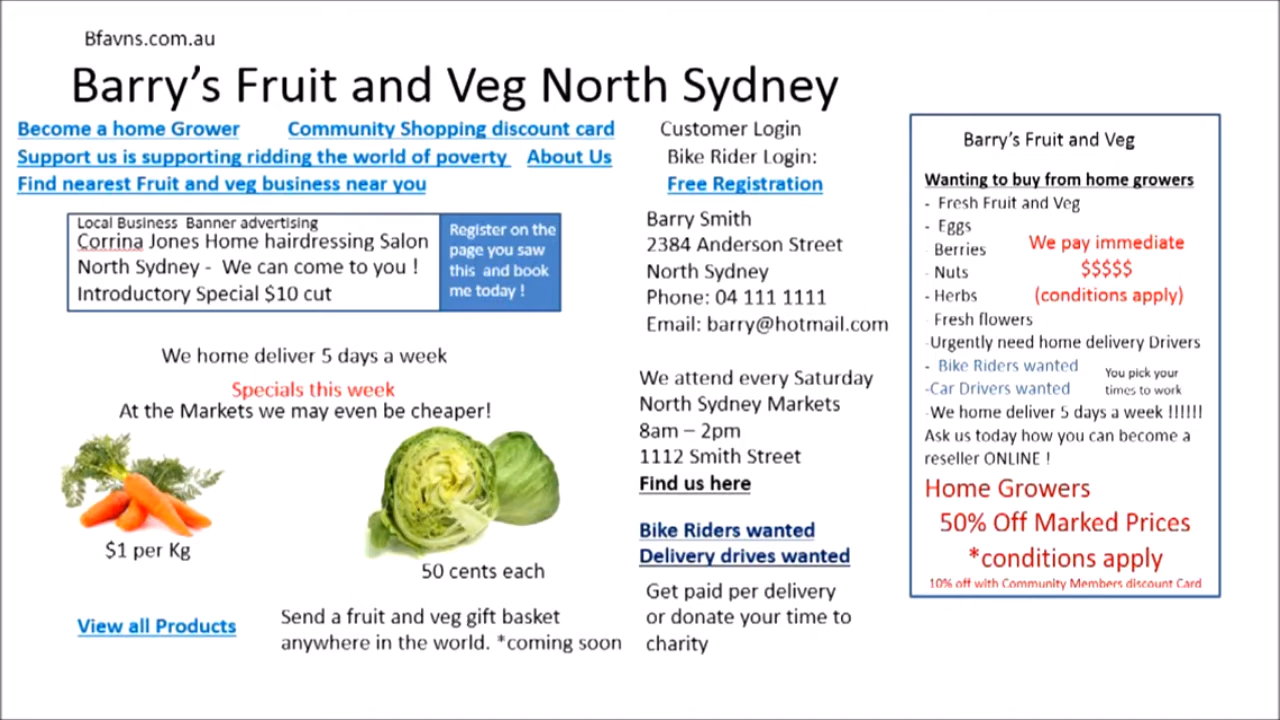 Bfavns.com.au
Barry's Fruit and Veg North Sydney
Become a home Grower
Community Shopping discount card
Support us is supporting ridding the world of poverty
About Us
Find nearest Fruit and veg business near you
Customer Login
Bike Rider Login:
Free Registration
Local Business Banner advertising
Corrina Jones Home hairdressing Salon
North Sydney - We can come to you !
Introductory Special $10 cut
Register on the
page you saw
this and book
me today !
Barry Smith
2384 Anderson Street
North Sydney
Phone: 04 111 1111
Email: barry@hotmail.com
We home deliver 5 days a week
Specials this week
At the Markets we may even be cheaper!
$1 per Kg
50 cents each
View all Products
Send a fruit and veg gift basket
anywhere in the world. *coming soon
We attend every Saturday
North Sydney Markets
8am – 2pm
1112 Smith Street
Find us here
Bike Riders wanted
Delivery drives wanted
Get paid per delivery
or donate your time to
charity
Barry's Fruit and Veg
Wanting to buy from home growers
- Fresh Fruit and Veg
- Eggs
- Berries
- Nuts
- Herbs
- Fresh flowers
We pay immediate
$$$$$
(conditions apply)
-Urgently need home delivery Drivers
- Bike Riders wanted
-Car Drivers wanted
You pick your
times to work
-We home deliver 5 days a week !!!!!!
Ask us today how you can become a
reseller ONLINE !
Home Growers
50% Off Marked Prices
*conditions apply
10% off with Community Members discount Card